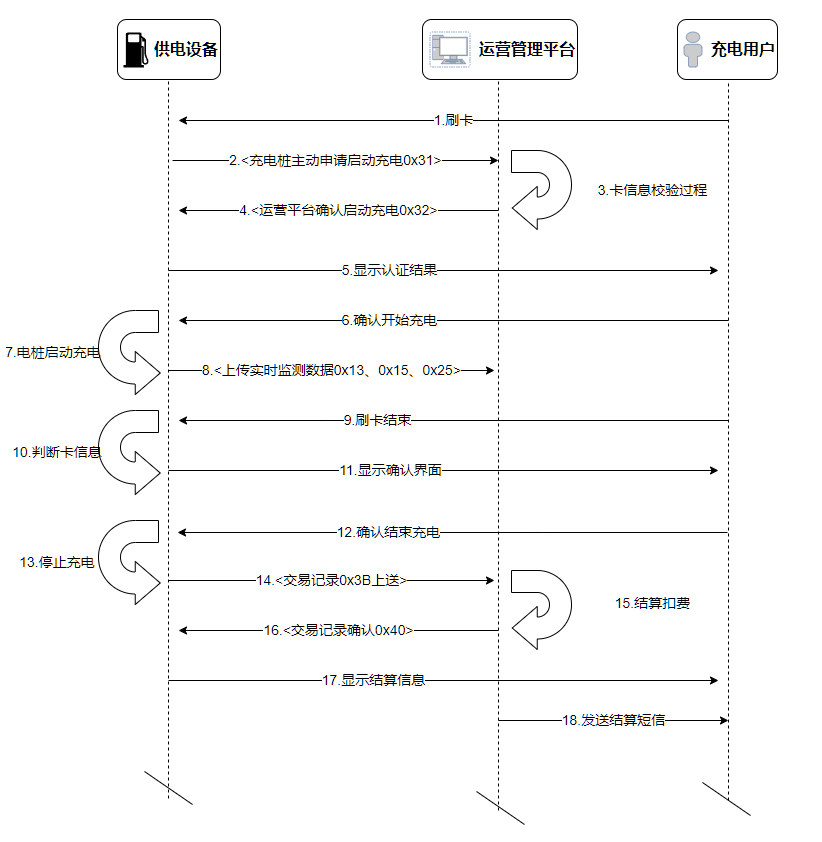 供电设备
运营管理平台
充电用户
1.刷卡
2.<充电桩主动申请启动充电0x31>
3.卡信息校验过程
4.<运营平台确认启动充电0x32>
5.显示认证结果
6.确认开始充电
7.电桩启动充电
8.<上传实时监测数据0x13、0x15、0x25>
9.刷卡结束
10.判断卡信息
11.显示确认界面
12.确认结束充电
13.停止充电
14.<交易记录0x3B上送>
15.结算扣费
16.<交易记录确认0x40>
17.显示结算信息
18.发送结算短信